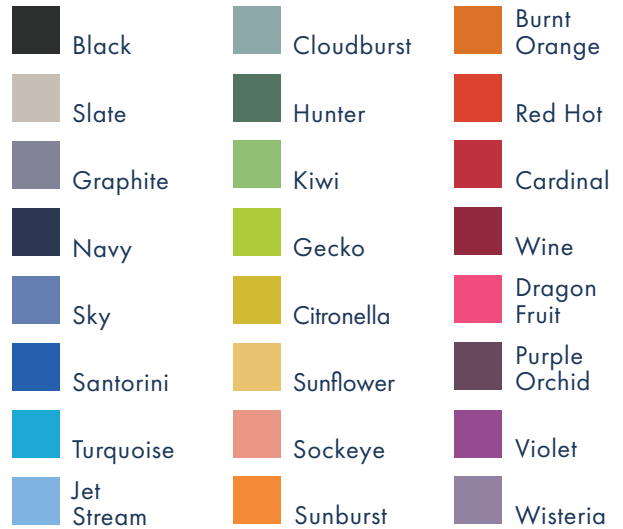 Black
Slate
Graphite
Navy
Sky
Santorini
Turquoise
Jet
Stream
Cloudburst
Hunter
Kiwi
Gecko
Citronella
Sunflower
Sockeye
Sunburst
Burnt
Orange
Red Hot
Cardinal
Wine
Dragon
Fruit
Purple
Orchid
Violet
Wisteria